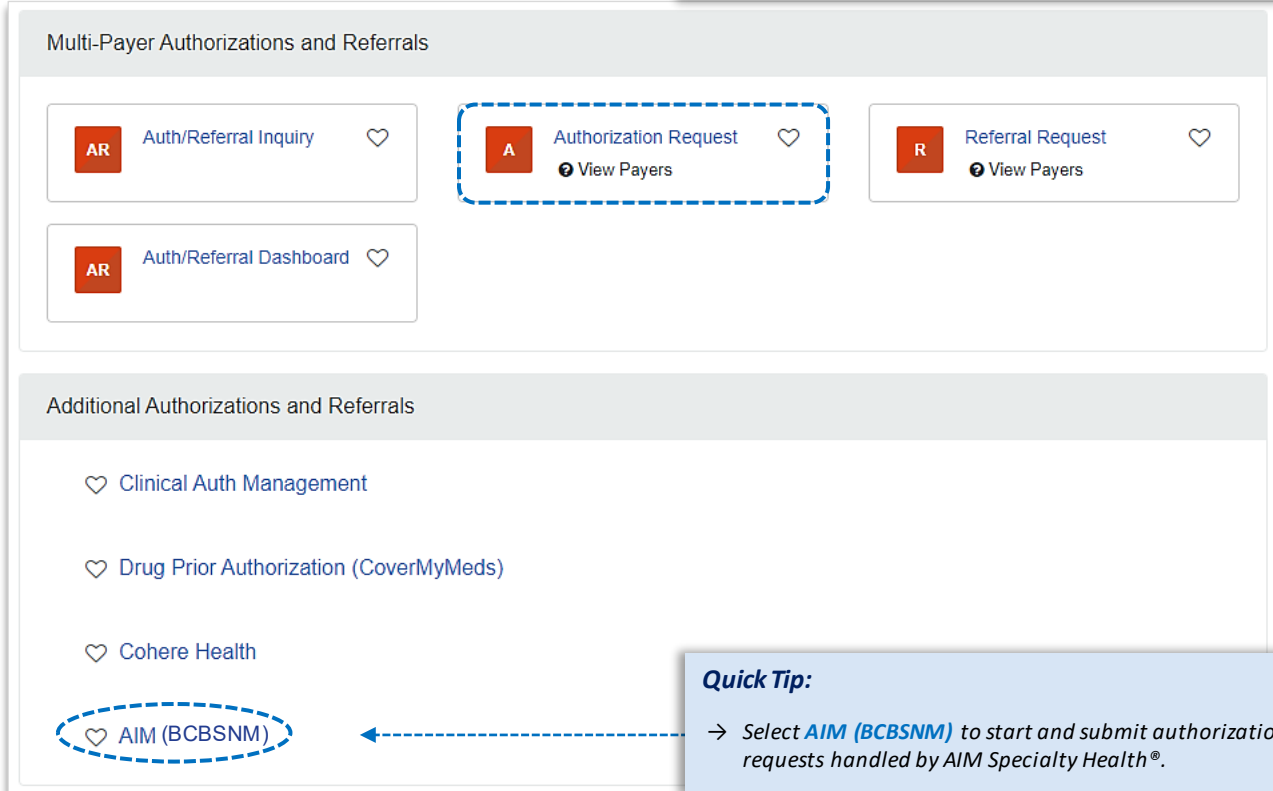 Multi-Payer Authorizations and Referrals
AR Auth/Referral Inquiry
A Authorization Request
View Payers
R Referral Request
View Payers
AR Auth/Referral Dashboard
Additional Authorizations and Referrals
Clinical Auth Management
Drug Prior Authorization (CoverMyMeds)
Cohere Health
AIM (BCBSNM)
Quick Tip:
→ Select AIM (BCBSNM) to start and submit authorizatio
requests handled by AIM Specialty Health®.